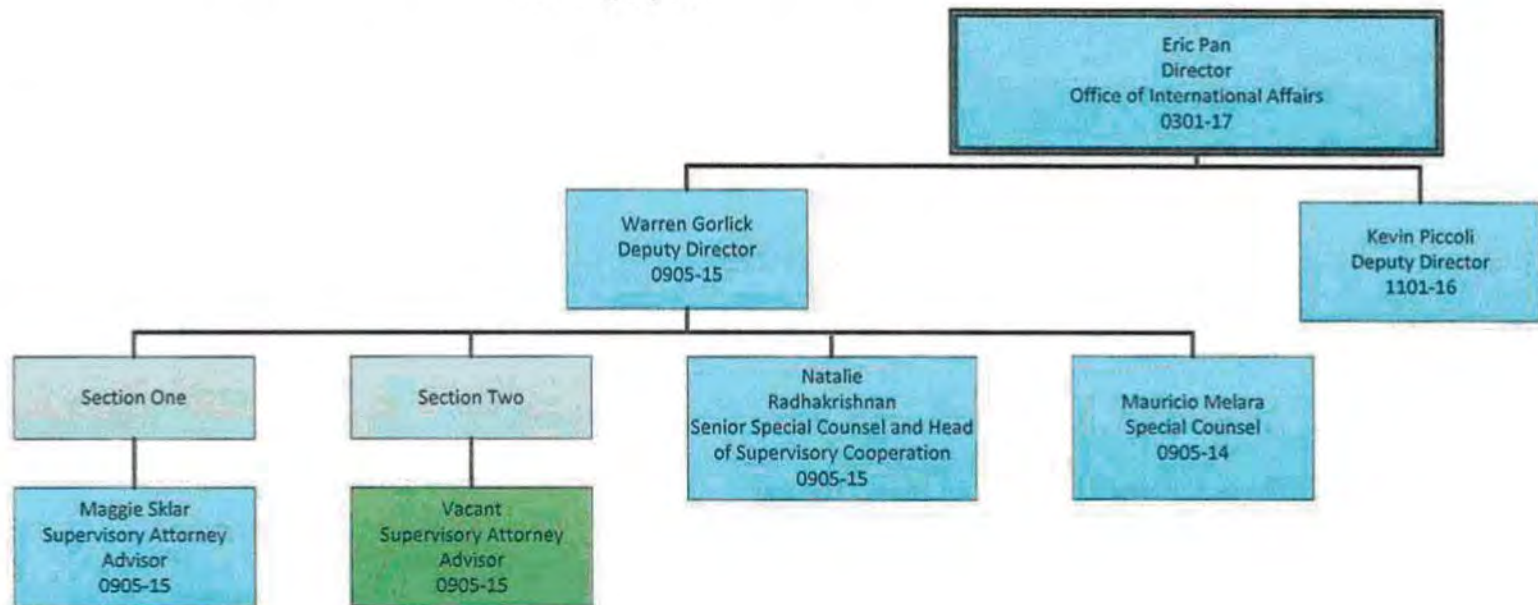 Eric Pan
Director
Office of International Affairs
0301-17
Warren Gorlick
Deputy Director
0905-15
Kevin Piccoli
Deputy Director
1101-16
Section One
Section Two
Natalie
Radhakrishnan
Senior Special Counsel and Head
of Supervisory Cooperation
0905-15
Mauricio Melara
Special Counsel
0905-14
Maggie Sklar
Supervisory Attorney
Advisor
0905-15
Vacant
Supervisory Attorney
Advisor
0905-15